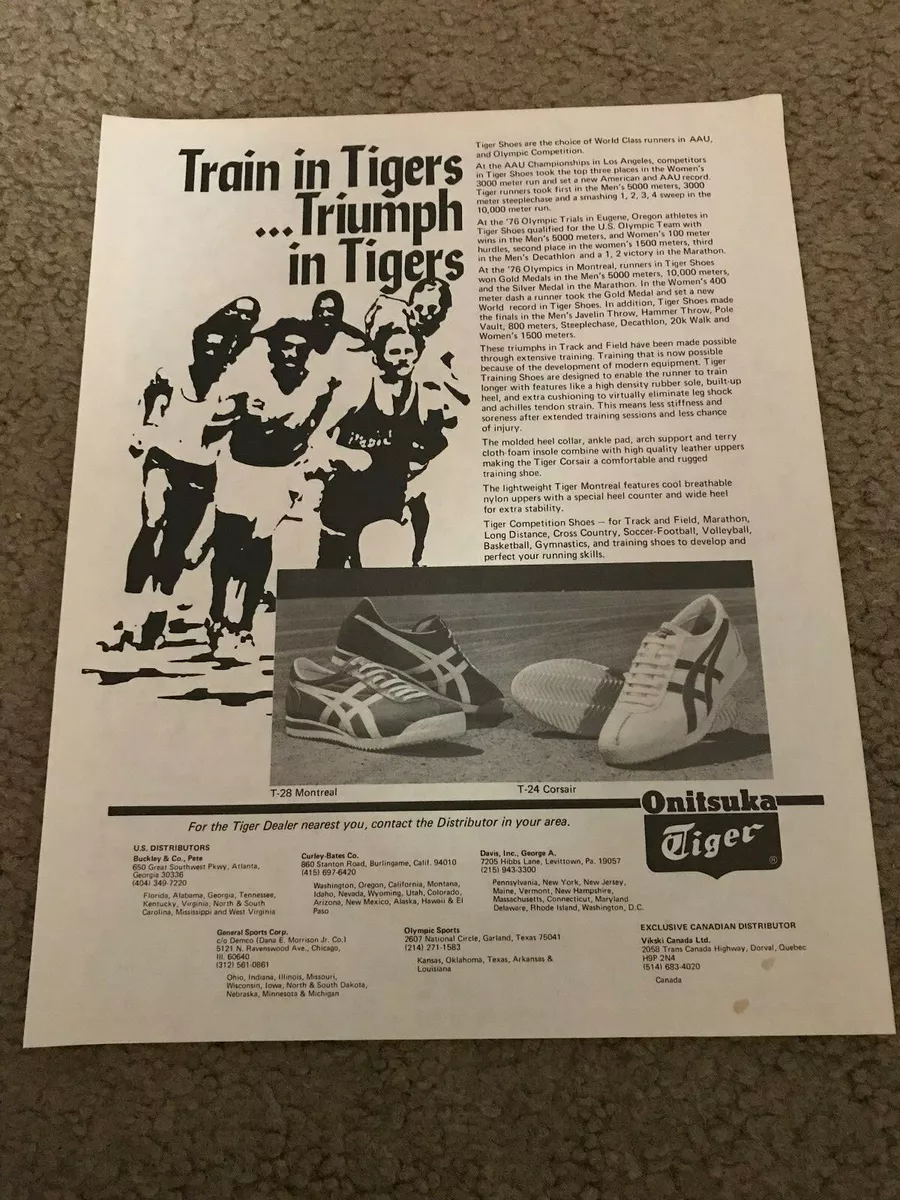 Train in Tigers
...Triumph
in Tigers
Tiger Shoes are the choice of World Class runners in AAU,
and Olympic Competition.
At the AAU Championships in Los Angeles, competitors
in Tiger Shoes took the top three places in the Women's
3000 meter run and set a new American and AAU record.
Tiger runners took first in the Men's 5000 meters, 3000
meter steeplechase and a smashing 1, 2, 3, 4 sweep in the
10,000 meter run.
At the '76 Olympic Trials in Eugene, Oregon athletes in
Tiger Shoes qualified for the U.S. Olympic Team with
wins in the Men's 5000 meters, and Women's 100 meter
hurdles, second place in the women's 1500 meters, third
in the Men's Decathlon and a 1, 2 victory in the Marathon.
At the '76 Olympics in Montreal, runners in Tiger Shoes
won Gold Medals in the Men's 5000 meters, 10,000 meters,
and the Silver Medal in the Marathon. In the Women's 400
meter dash a runner took the Gold Medal and set a new
World record in Tiger Shoes. In addition, Tiger Shoes made
the finals in the Men's Javelin Throw, Hammer Throw, Pole
Vault, 800 meters, Steeplechase, Decathlon, 20k Walk and
Women's 1500 meters.
These triumphs in Track and Field have been made possible
through extensive training. Training that is now possible
because of the development of modern equipment. Tiger
Training Shoes are designed to enable the runner to train
longer with features like a high density rubber sole, built-up
heel, and extra cushioning to virtually eliminate leg shock
and achilles tendon strain. This means less stiffness and
soreness after extended training sessions and less chance
of injury.
The molded heel collar, ankle pad, arch support and terry
cloth-foam insole combine with high quality leather uppers
making the Tiger Corsair a comfortable and rugged
training shoe.
The lightweight Tiger Montreal features cool breathable
nylon uppers with a special heel counter and wide heel
for extra stability.
Tiger Competition Shoes — for Track and Field, Marathon,
Long Distance, Cross Country, Soccer-Football, Volleyball,
Basketball, Gymnastics, and training shoes to develop and
perfect your running skills.
T-28 Montreal
T-24 Corsair
Onitsuka
Tiger
®
For the Tiger Dealer nearest you, contact the Distributor in your area.
U.S. DISTRIBUTORS
Buckley & Co., Pete
650 Great Southwest Pkwy, Atlanta,
Georgia 30336
(404) 349-7220
Florida, Alabama, Georgia, Tennessee,
Kentucky, Virginia, North & South
Carolina, Mississippi and West Virginia
Curley-Bates Co.
860 Stanton Road, Burlingame, Calif. 94010
(415) 697-6420
Washington, Oregon, California, Montana,
Idaho, Nevada, Wyoming, Utah, Colorado,
Arizona, New Mexico, Alaska, Hawaii & El
Paso
Davis, Inc., George A.
7205 Hibbs Lane, Levittown, Pa. 19057
(215) 943-3300
Pennsylvania, New York, New Jersey,
Maine, Vermont, New Hampshire,
Massachusetts, Connecticut, Maryland
Delaware, Rhode Island, Washington, D.C.
General Sports Corp.
c/o Demco (Dana E. Morrison Jr. Co.)
5121 N. Ravenswood Ave., Chicago,
Ill. 60640
(312) 561-0861
Ohio, Indiana, Illinois, Missouri,
Wisconsin, Iowa, North & South Dakota,
Nebraska, Minnesota & Michigan
Olympic Sports
2607 National Circle, Garland, Texas 75041
(214) 271-1583
Kansas, Oklahoma, Texas, Arkansas &
Louisiana
EXCLUSIVE CANADIAN DISTRIBUTOR
Vikski Canada Ltd.
2058 Trans Canada Highway, Dorval, Quebec
H9P 2N4
(514) 683-4020
Canada